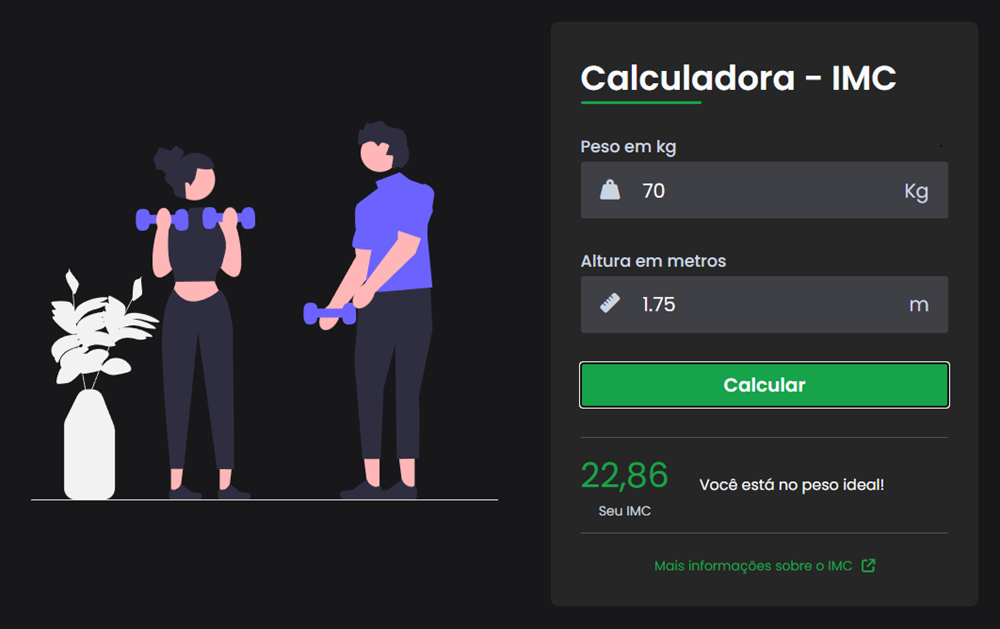 Calculadora - IMC
Peso em kg
70 Kg
Altura em metros
1.75 m
Calcular
22,86
Você está no peso ideal!
Seu IMC
Mais informações sobre o IMC